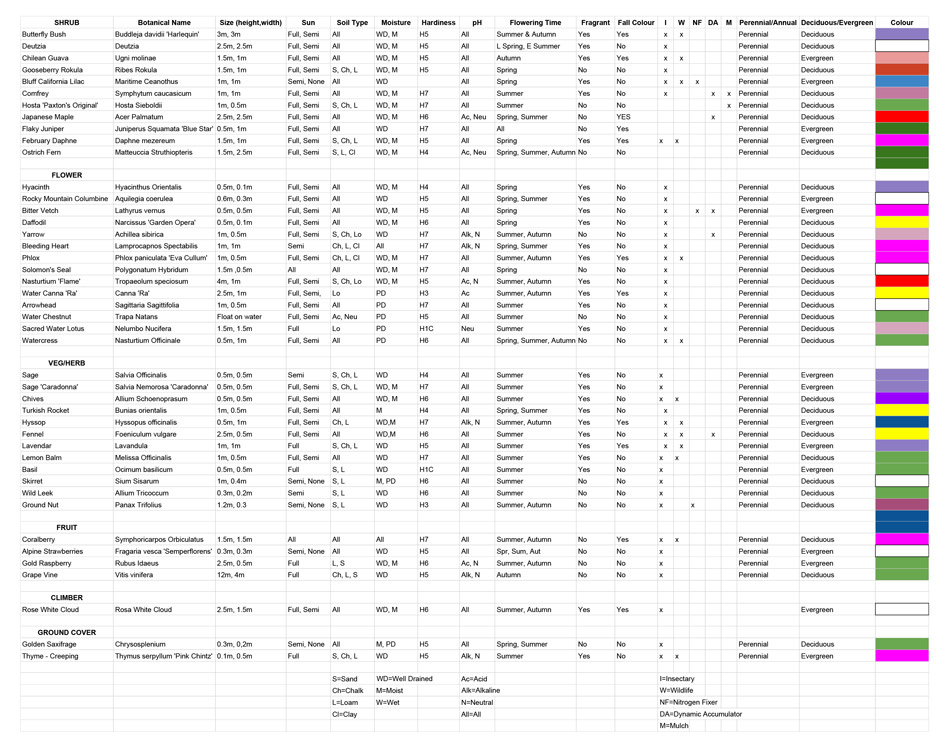 SHRUB Botanical Name Size (height,width) Sun Soil Type Moisture Hardiness pH Flowering Time Fragrant Fall Colour I W NF DA M Perennial/Annual Deciduous/Evergreen Colour
Butterfly Bush Buddleja davidii 'Harlequin' 3m, 3m Full, Semi All WD, M H5 All Summer & Autumn Yes Yes x x Perennial Deciduous
Deutzia Deutzia 2.5m, 2.5m Full, Semi All WD, M H5 All L Spring, E Summer Yes No x Perennial Deciduous
Chilean Guava Ugni molinae 1.5m, 1m Full, Semi All WD, M H5 All Autumn Yes Yes x x Perennial Evergreen
Gooseberry Rokula Ribes Rokula 1.5m, 1m Full, Semi S, Ch, L WD, M H5 All Spring No No x Perennial Deciduous
Bluff California Lilac Maritime Ceanothus 1m, 1m Semi, None All WD All Spring Yes No x x x Perennial Evergreen
Comfrey Symphytum caucasicum 1m, 1m Full, Semi All WD, M H7 All Summer Yes No x x x Perennial Deciduous
Hosta 'Paxton's Original' Hosta Sieboldii 1m, 0.5m Full, Semi S, Ch, L WD, M H7 All Summer No No x Perennial Deciduous
Japanese Maple Acer Palmatum 2.5m, 2.5m Full, Semi All WD, M H6 Ac, Neu Spring, Summer No YES x Perennial Deciduous
Flaky Juniper Juniperus Squamata 'Blue Star' 0.5m, 1m Full, Semi All WD H7 All All No Yes Perennial Evergreen
February Daphne Daphne mezereum 1m, 1m Full, Semi S, Ch, L WD, M H7 All Spring Yes Yes x x Perennial Deciduous
Ostrich Fern Matteuccia Struthiopteris 1.5m, 2.5m Full, Semi S, L, Cl WD, M H4 Ac, Neu Spring, Summer, Autumn No No Perennial Deciduous
FLOWER
Hyacinth Hyacinthus Orientalis 0.5m, 0.1m Full, Semi All WD, M H4 All Spring Yes No x Perennial Deciduous
Rocky Mountain Columbine Aquilegia coerulea 0.6m, 0.3m Full, Semi All WD H5 All Spring, Summer Yes No x Perennial Evergreen
Bitter Vetch Lathyrus vernus 0.5m, 0.5m Full, Semi All WD, M H5 All Spring Yes No x x x Perennial Deciduous
Daffodil Narcissus 'Garden Opera' 0.5m, 0.1m Full, Semi All WD, M H6 All Spring Yes No x Perennial Deciduous
Yarrow Achillea sibirica 1m, 0.5m Full, Semi S, Ch, Lo WD H7 Alk, N Summer, Autumn No No x x Perennial Deciduous
Bleeding Heart Lamprocapnos Spectabilis 1m, 1m Semi Ch, L, Cl All H7 Alk, N Spring, Summer No No x Perennial Deciduous
Phlox Phlox paniculata 'Eva Cullum' 1m, 0.5m Full, Semi Ch, L, Cl WD, M H7 Alk, N Summer, Autumn Yes Yes x x Perennial Deciduous
Solomon's Seal Polygonatum Hybridum 1.5m ,0.5m All All WD, M H7 All Spring No No x Perennial Deciduous
Nasturtium 'Flame' Tropaeolum speciosum 4m, 1m Full, Semi S, Ch, Lo WD, M H5 Ac, N Summer, Autumn No No x Perennial Deciduous
Water Canna 'Ra' Canna 'Ra' 2.5m, 1m Full, Semi Lo PD H3 Ac Summer, Autumn Yes Yes x Perennial Deciduous
Arrowhead Sagittaria Sagittifolia 1m, 0.5m Full, Semi All PD H7 All Summer Yes No x Perennial Deciduous
Water Chestnut Trapa Natans Float on water Full, Semi Ac, Neu PD H5 All Summer No No x Perennial Deciduous
Sacred Water Lotus Nelumbo Nucifera 1.5m, 1.5m Full Lo PD H1C Neu Summer Yes No x Perennial Deciduous
Watercress Nasturtium Officinale 0.5m, 1m Full, Semi All PD H6 All Spring, Summer, Autumn No No x x Perennial Deciduous
VEG/HERB
Sage Salvia Officinalis 0.5m, 0.5m Semi S, Ch, L WD H4 All Summer Yes No x Perennial Evergreen
Sage 'Caradonna' Salvia Nemorosa 'Caradonna' 0.5m, 0.5m Full, Semi S, Ch, L WD, M H7 All Summer Yes No x Perennial Evergreen
Chives Allium Schoenoprasum 0.5m, 0.5m Full, Semi All WD, M H6 All Summer Yes No x x Perennial Deciduous
Turkish Rocket Bunias orientalis 1m, 0.5m Full, Semi All M H4 All Spring, Summer Yes No x Perennial Deciduous
Hyssop Hyssopus officinalis 0.5m, 1m Full, Semi Ch, L WD,M H7 Alk, N Summer, Autumn Yes Yes x x Perennial Deciduous
Fennel Foeniculum vulgare 2.5m, 0.5m Full, Semi All WD,M H6 All Summer Yes No x x x Perennial Deciduous
Lavendar Lavandula 1m, 1m Full S, Ch, L WD H5 All Summer Yes Yes x x Perennial Evergreen
Lemon Balm Melissa Officinalis 1m, 0.5m Full, Semi All WD H7 All Summer Yes No x x Perennial Deciduous
Basil Ocimum basilicum 0.5m, 0.5m Full S, L WD H1C All Summer Yes No x Perennial Evergreen
Skirret Sium Sisarum 1m, 0.4m Semi, None S, L M, PD H6 All Summer No No x Perennial Deciduous
Wild Leek Allium Tricoccum 0.3m, 0.2m Semi S, L WD H6 All Summer No No x Perennial Deciduous
Ground Nut Panax Trifolius 1.2m, 0.3 Semi, None S, L WD H3 All Summer, Autumn No No x x Perennial Deciduous
FRUIT
Coralberry Symphoricarpos Orbiculatus 1.5m, 1.5m All All All H7 All Summer, Autumn No Yes x x Perennial Deciduous
Alpine Strawberries Fragaria vesca 'Semperflorens' 0.3m, 0.3m Semi, None All WD H5 All Spr, Sum, Aut No No x Perennial Deciduous
Gold Raspberry Rubus Idaeus 2.5m, 0.5m Full L, S WD, M H6 Ac, N Summer, Autumn Yes No x Perennial Deciduous
Grape Vine Vitis vinifera 12m, 4m Full Ch, L, S WD H5 Alk, N Autumn No No x Perennial Deciduous
CLIMBER
Rose White Cloud Rosa White Cloud 2.5m, 1.5m Full, Semi All WD, M H6 All Summer, Autumn Yes Yes x Evergreen
GROUND COVER
Golden Saxifrage Chrysosplenium 0.3m, 0,2m Semi, None All M, PD H5 All Spring, Summer No No x Perennial Deciduous
Thyme - Creeping Thymus serpyllum 'Pink Chintz' 0.1m, 0.5m Full S, Ch, L WD H5 Alk, N Summer Yes No x x Perennial Evergreen
S=Sand WD=Well Drained Ac=Acid I=Insectary
Ch=Chalk M=Moist Alk=Alkaline W=Wildlife
L=Loam W=Wet N=Neutral NF=Nitrogen Fixer
Cl=Clay All=All DA=Dynamic Accumulator
M=Mulch